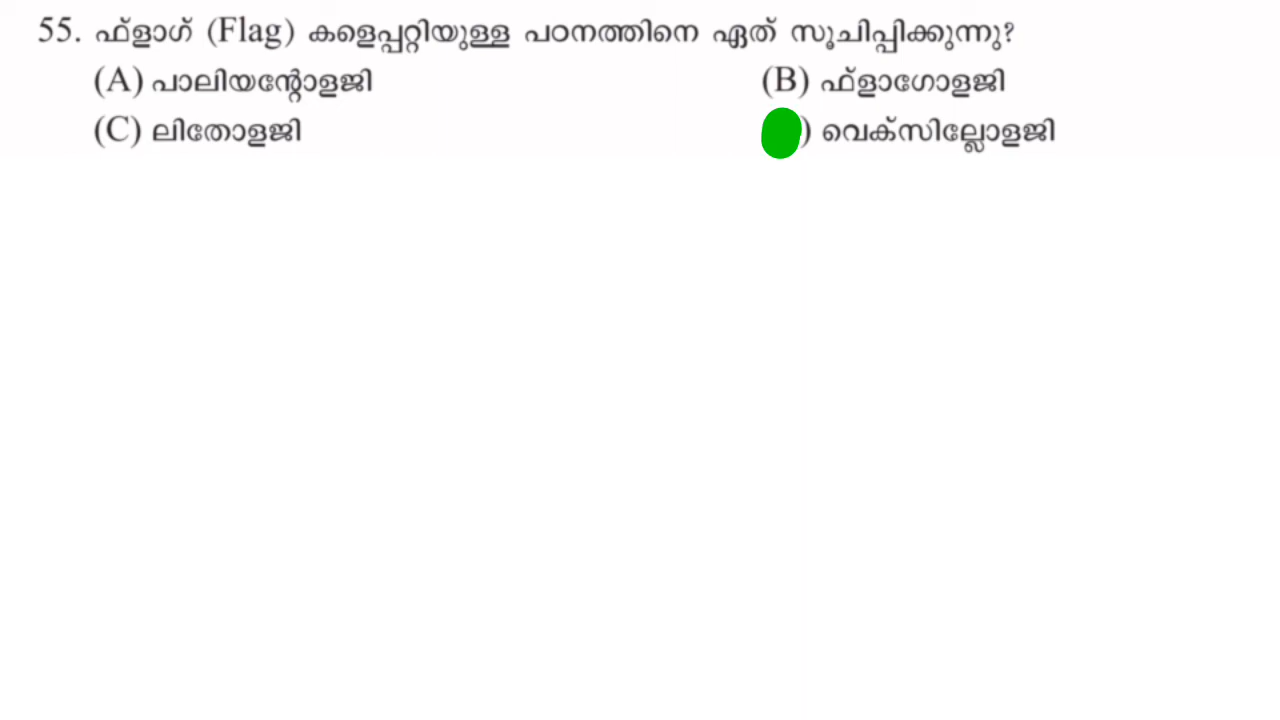 55. ഫ്ളാഗ് (Flag) കളെപ്പറ്റിയുള്ള പഠനത്തിനെ ഏത് സൂചിപ്പിക്കുന്നു?
(A) പാലിയന്റോളജി (B) ഫ്ളാഗോളജി
(C) ലിതോളജി ) വെക്സില്ലോളജി